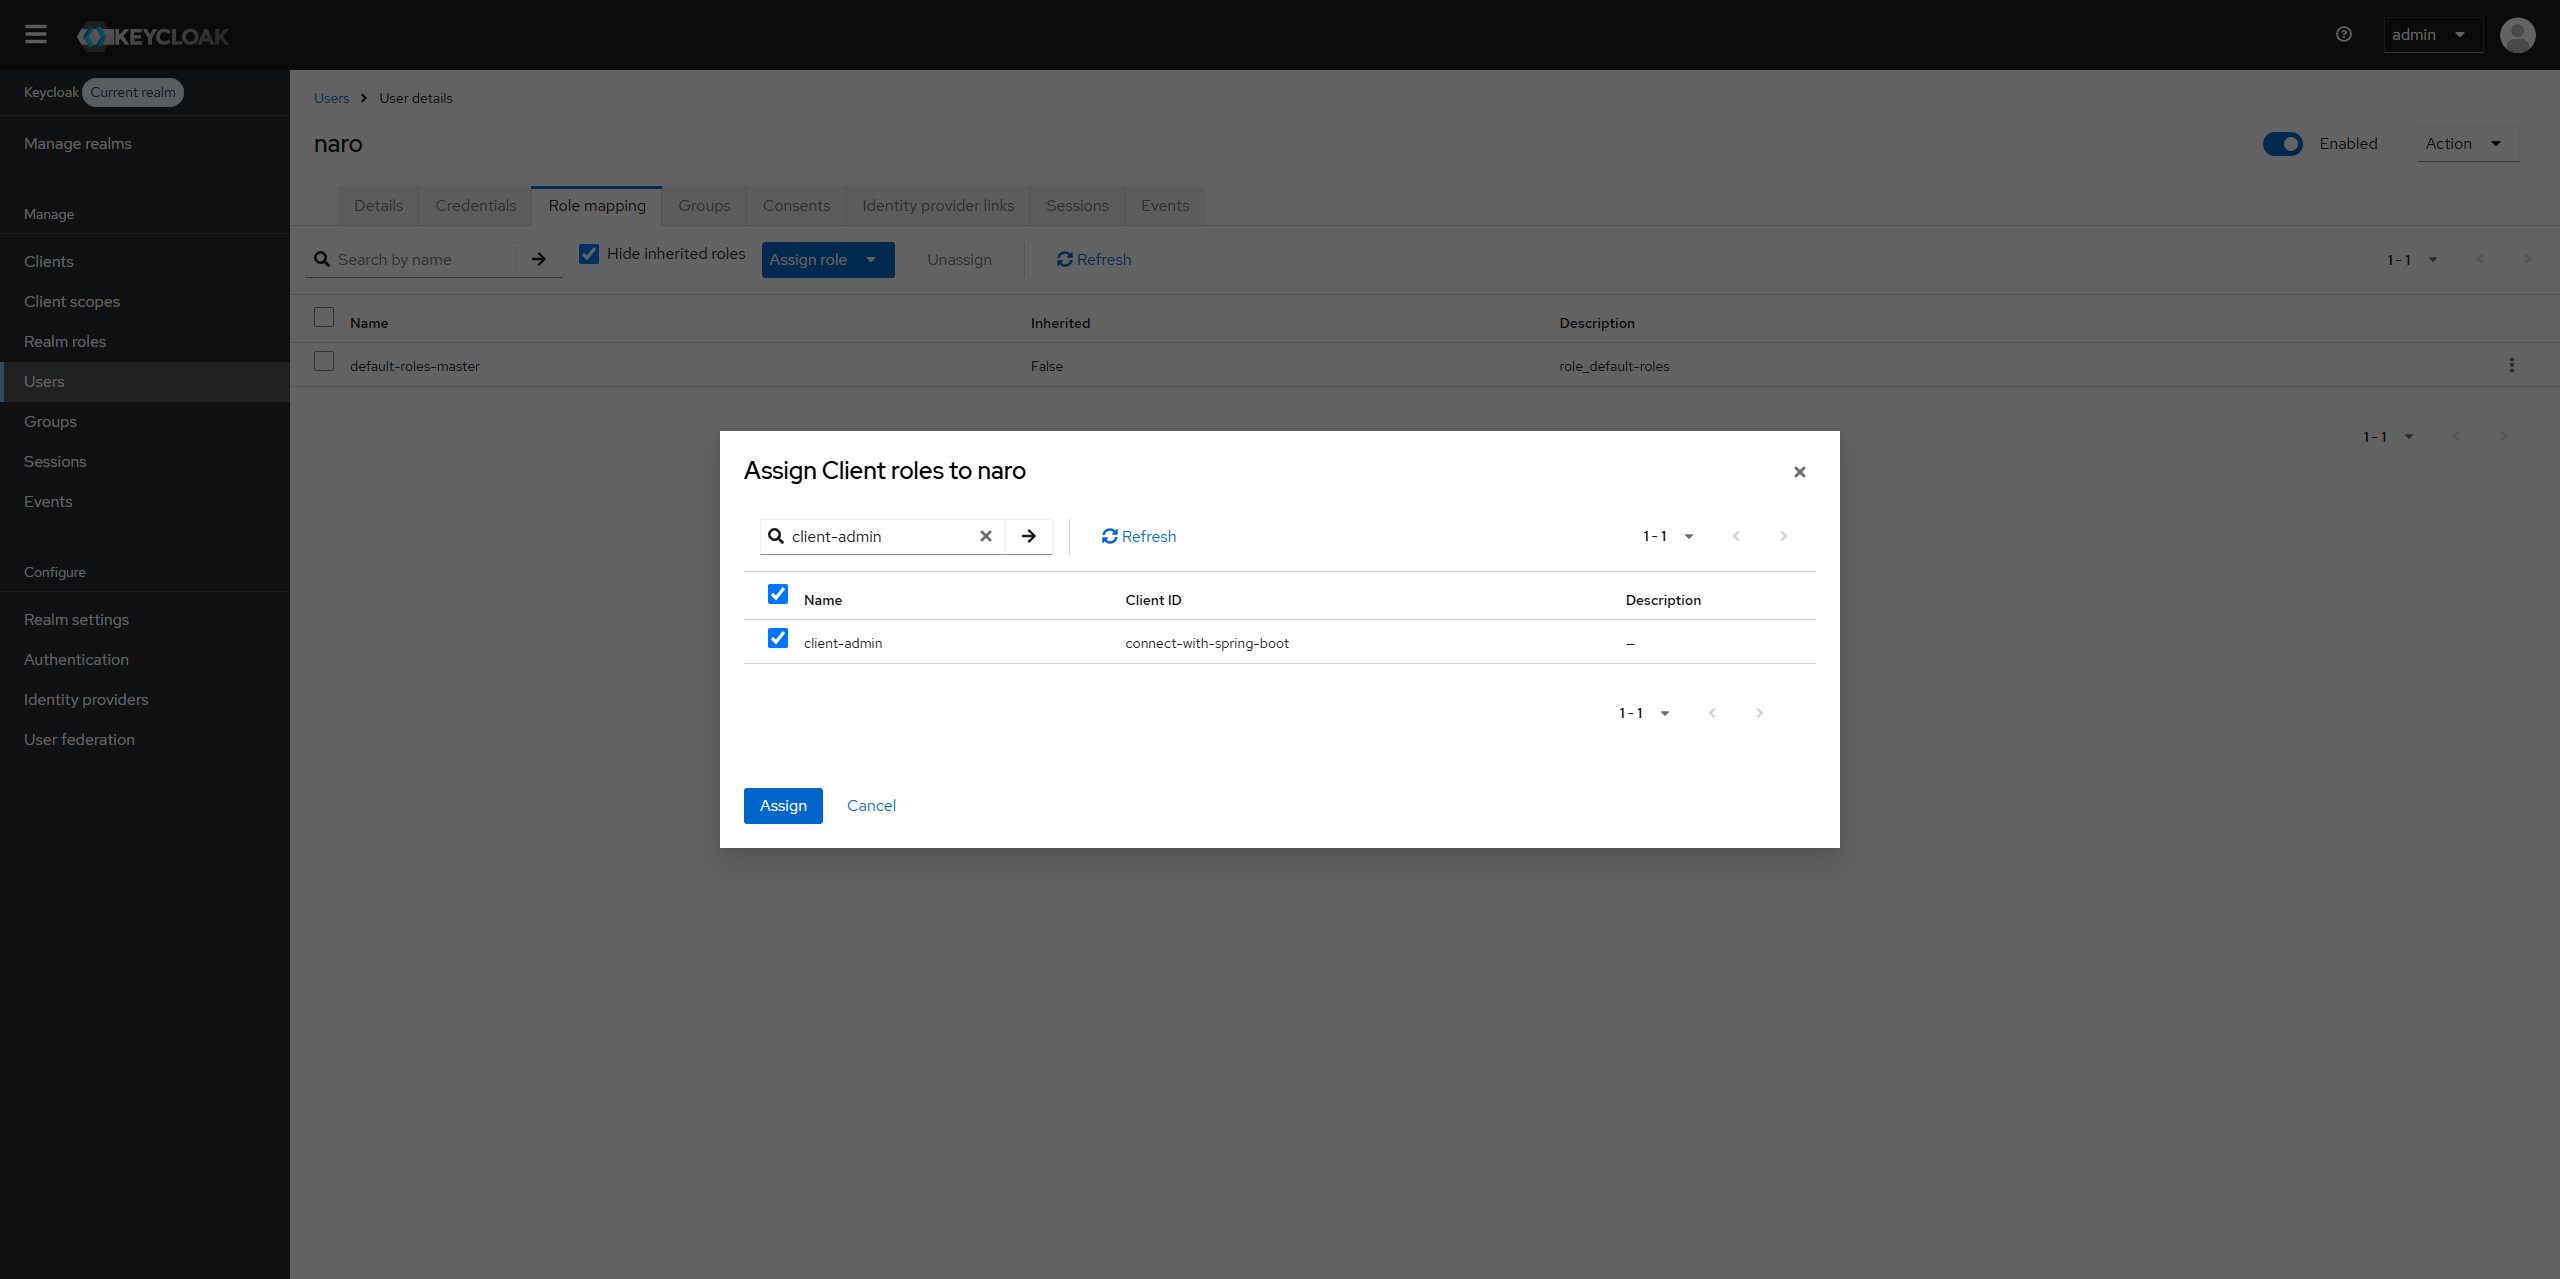 KEYCLOAK
admin
Keycloak Current realm
Manage realms
Manage
Clients
Client scopes
Realm roles
Users
Groups
Sessions
Events
Configure
Realm settings
Authentication
Identity providers
User federation
Users > User details
naro
Enabled
Action
Details Credentials Role mapping Groups Consents Identity provider links Sessions Events
Search by name Hide inherited roles Assign role Unassign Refresh 1 - 1
Name Inherited Description
default-roles-master False role_default-roles
1 - 1
Assign Client roles to naro
client-admin Refresh 1 - 1
Name Client ID Description
client-admin connect-with-spring-boot –
1 - 1
Assign Cancel